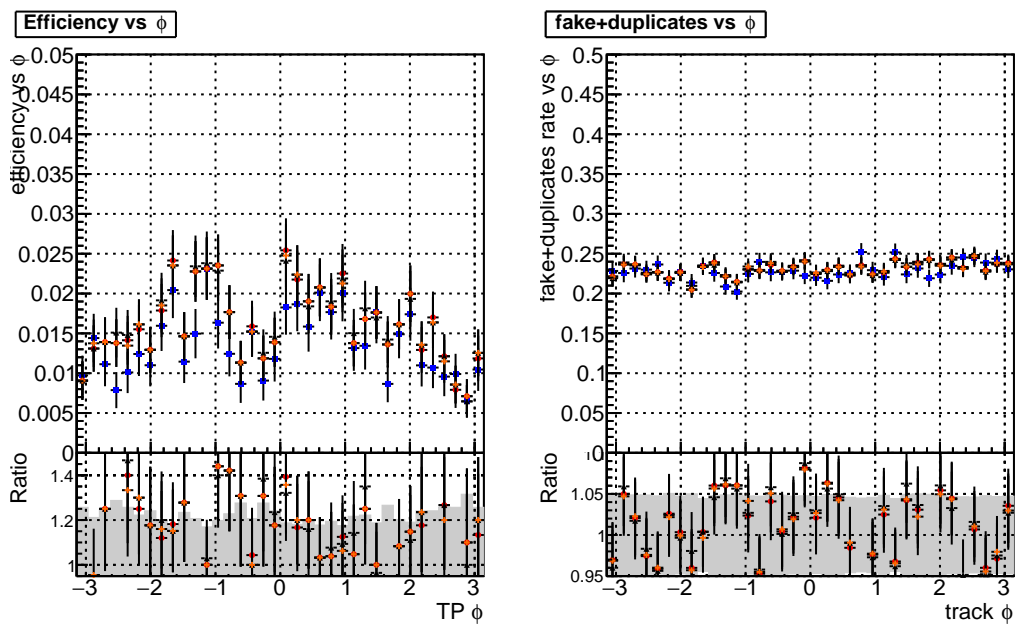 Efficiency vs ϕ
efficiency vs ϕ
0.05
0.045
0.04
0.035
0.03
0.025
0.02
0.015
0.01
0.005
0
Ratio
1.4
1.2
1
−3 −2 −1 0 1 2 3
TP ϕ
fake+duplicates vs ϕ
fake+duplicates rate vs ϕ
0.5
0.45
0.4
0.35
0.3
0.25
0.2
0.15
0.1
0.05
0
Ratio
1.05
1
0.95
−3 −2 −1 0 1 2 3
track ϕ